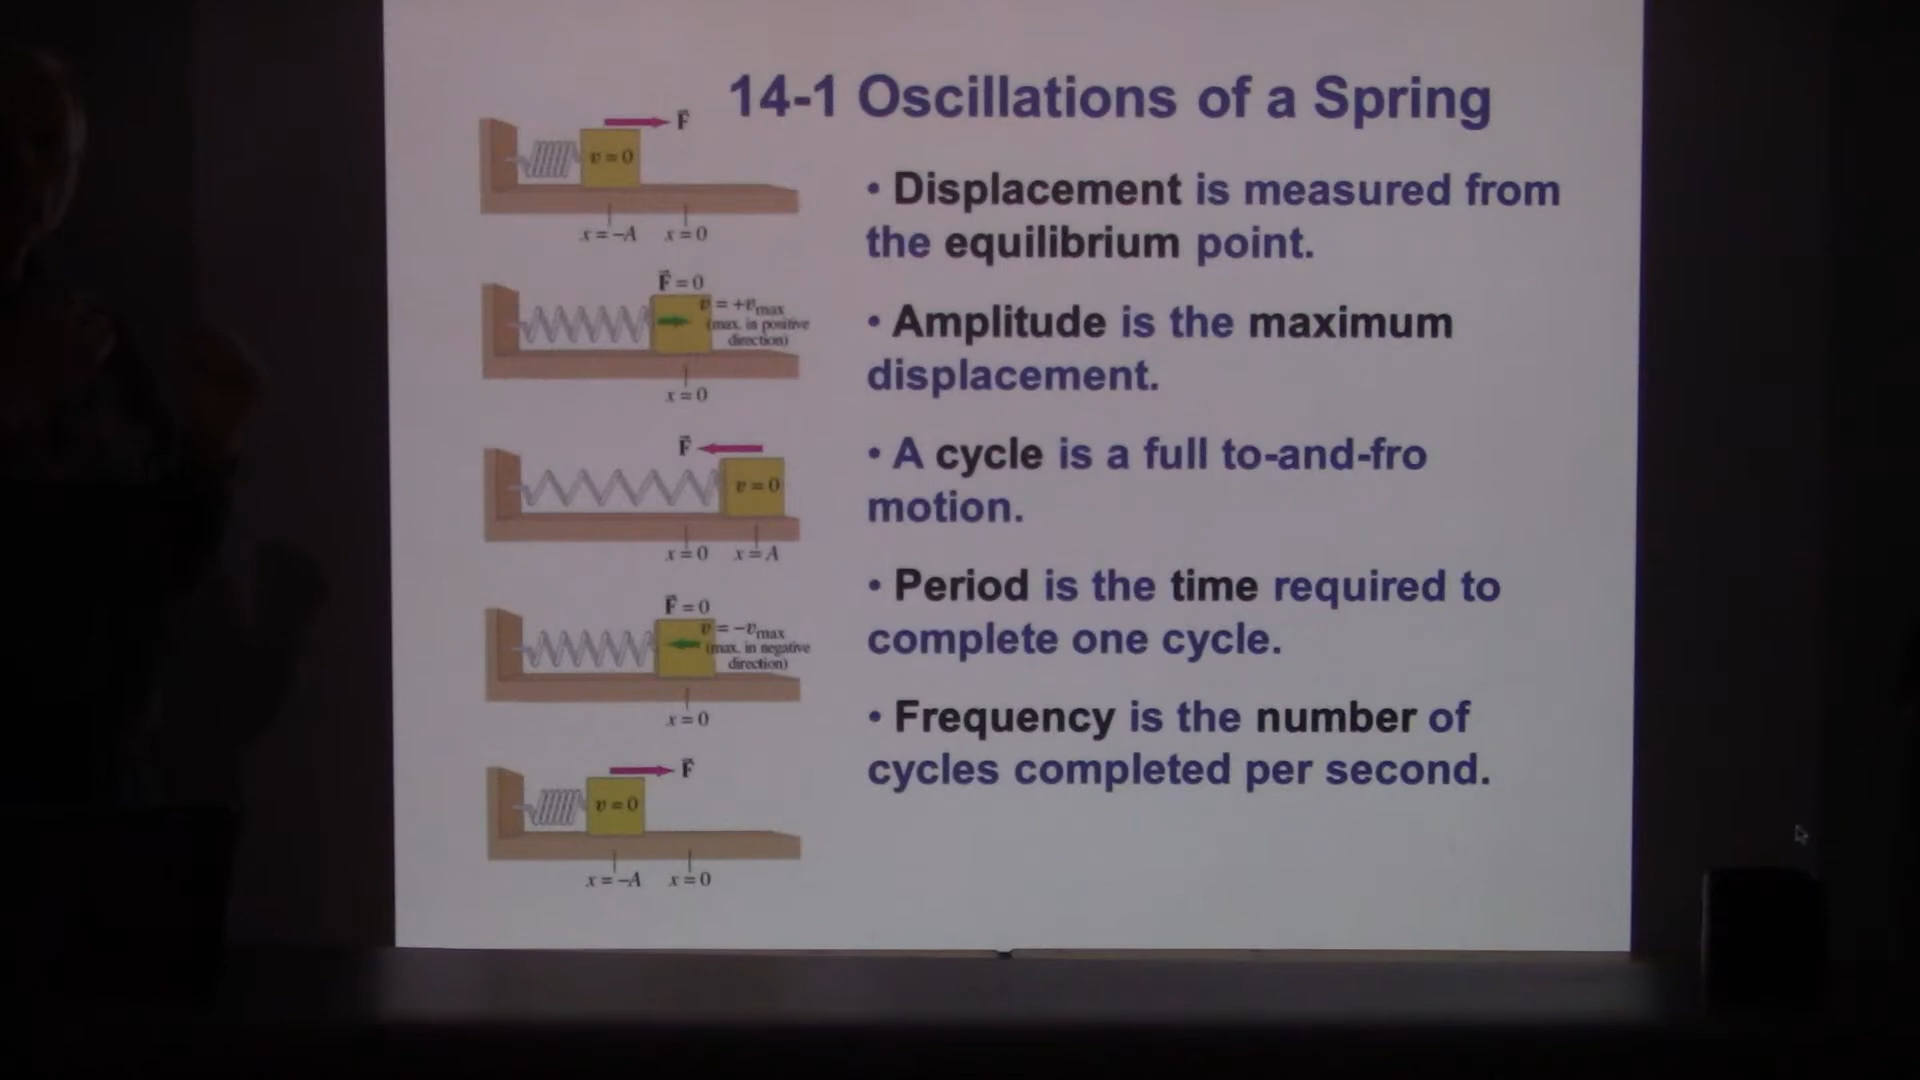 14-1 Oscillations of a Spring
• Displacement is measured from
the equilibrium point.
• Amplitude is the maximum
displacement.
• A cycle is a full to-and-fro
motion.
• Period is the time required to
complete one cycle.
• Frequency is the number of
cycles completed per second.
F⃗
v = 0
x = –A x = 0
F⃗ = 0
v = +vmax
(max. in positive
direction)
x = 0
F⃗
v = 0
x = 0 x = A
F⃗ = 0
v = –vmax
(max. in negative
direction)
x = 0
F⃗
v = 0
x = –A x = 0